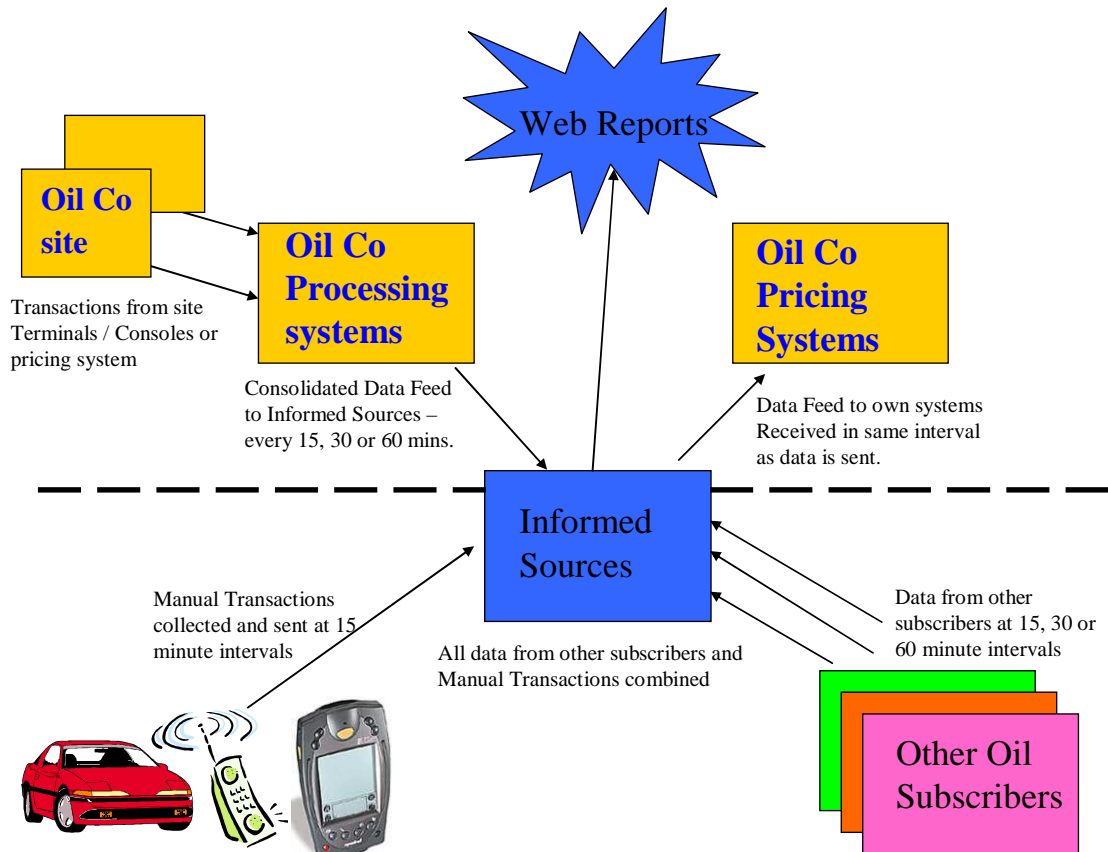 Web Reports
Oil Co
site
Oil Co
Processing
systems
Oil Co
Pricing
Systems
Transactions from site
Terminals / Consoles or
pricing system
Consolidated Data Feed
to Informed Sources –
every 15, 30 or 60 mins.
Data Feed to own systems
Received in same interval
as data is sent.
Informed
Sources
Manual Transactions
collected and sent at 15
minute intervals
All data from other subscribers and
Manual Transactions combined
Data from other
subscribers at 15, 30 or
60 minute intervals
Other Oil
Subscribers